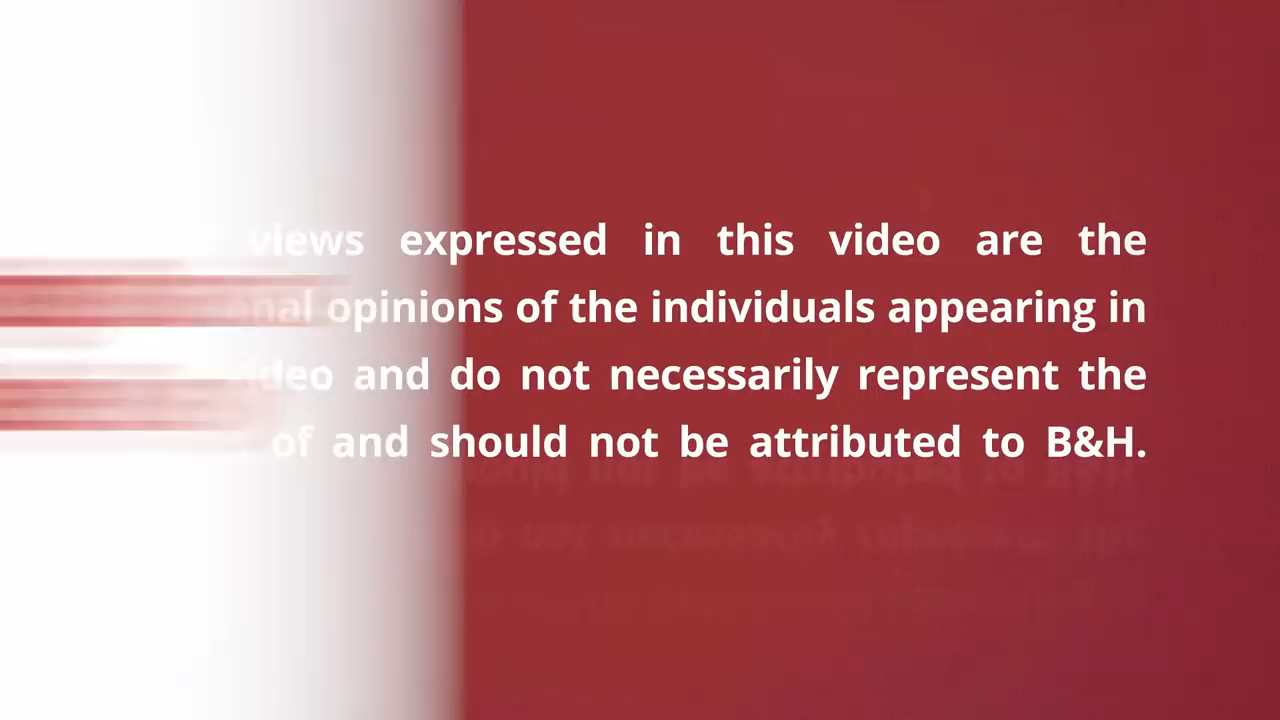 views expressed in this video are the
opinions of the individuals appearing in
and do not necessarily represent the
of and should not be attributed to B&H.